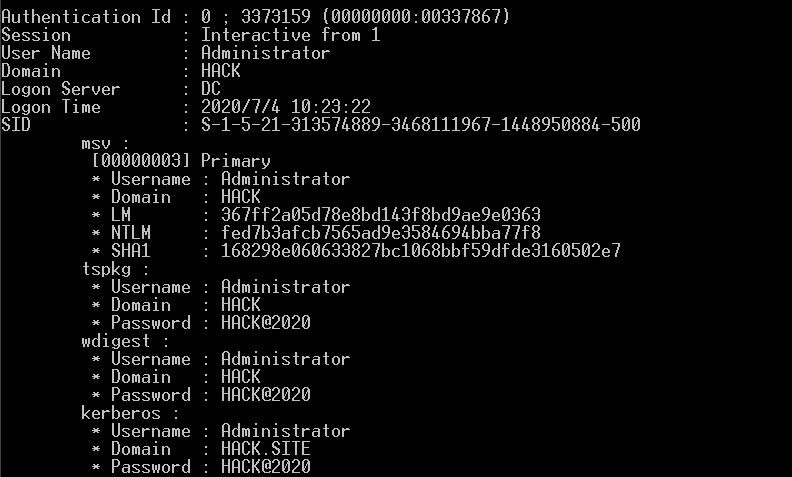 Authentication Id : 0 ; 3373159 (00000000:00337867)
Session           : Interactive from 1
User Name         : Administrator
Domain            : HACK
Logon Server      : DC
Logon Time        : 2020/7/4 10:23:22
SID               : S-1-5-21-313574889-3468111967-1448950884-500
        msv :
         [00000003] Primary
         * Username : Administrator
         * Domain   : HACK
         * LM       : 367ff2a05d78e8bd143f8bd9ae9e0363
         * NTLM     : fed7b3afcb7565ad9e3584694bba77f8
         * SHA1     : 168298e060633827bc1068bbf59dfde3160502e7
        tspkg :
         * Username : Administrator
         * Domain   : HACK
         * Password : HACK@2020
        wdigest :
         * Username : Administrator
         * Domain   : HACK
         * Password : HACK@2020
        kerberos :
         * Username : Administrator
         * Domain   : HACK.SITE
         * Password : HACK@2020